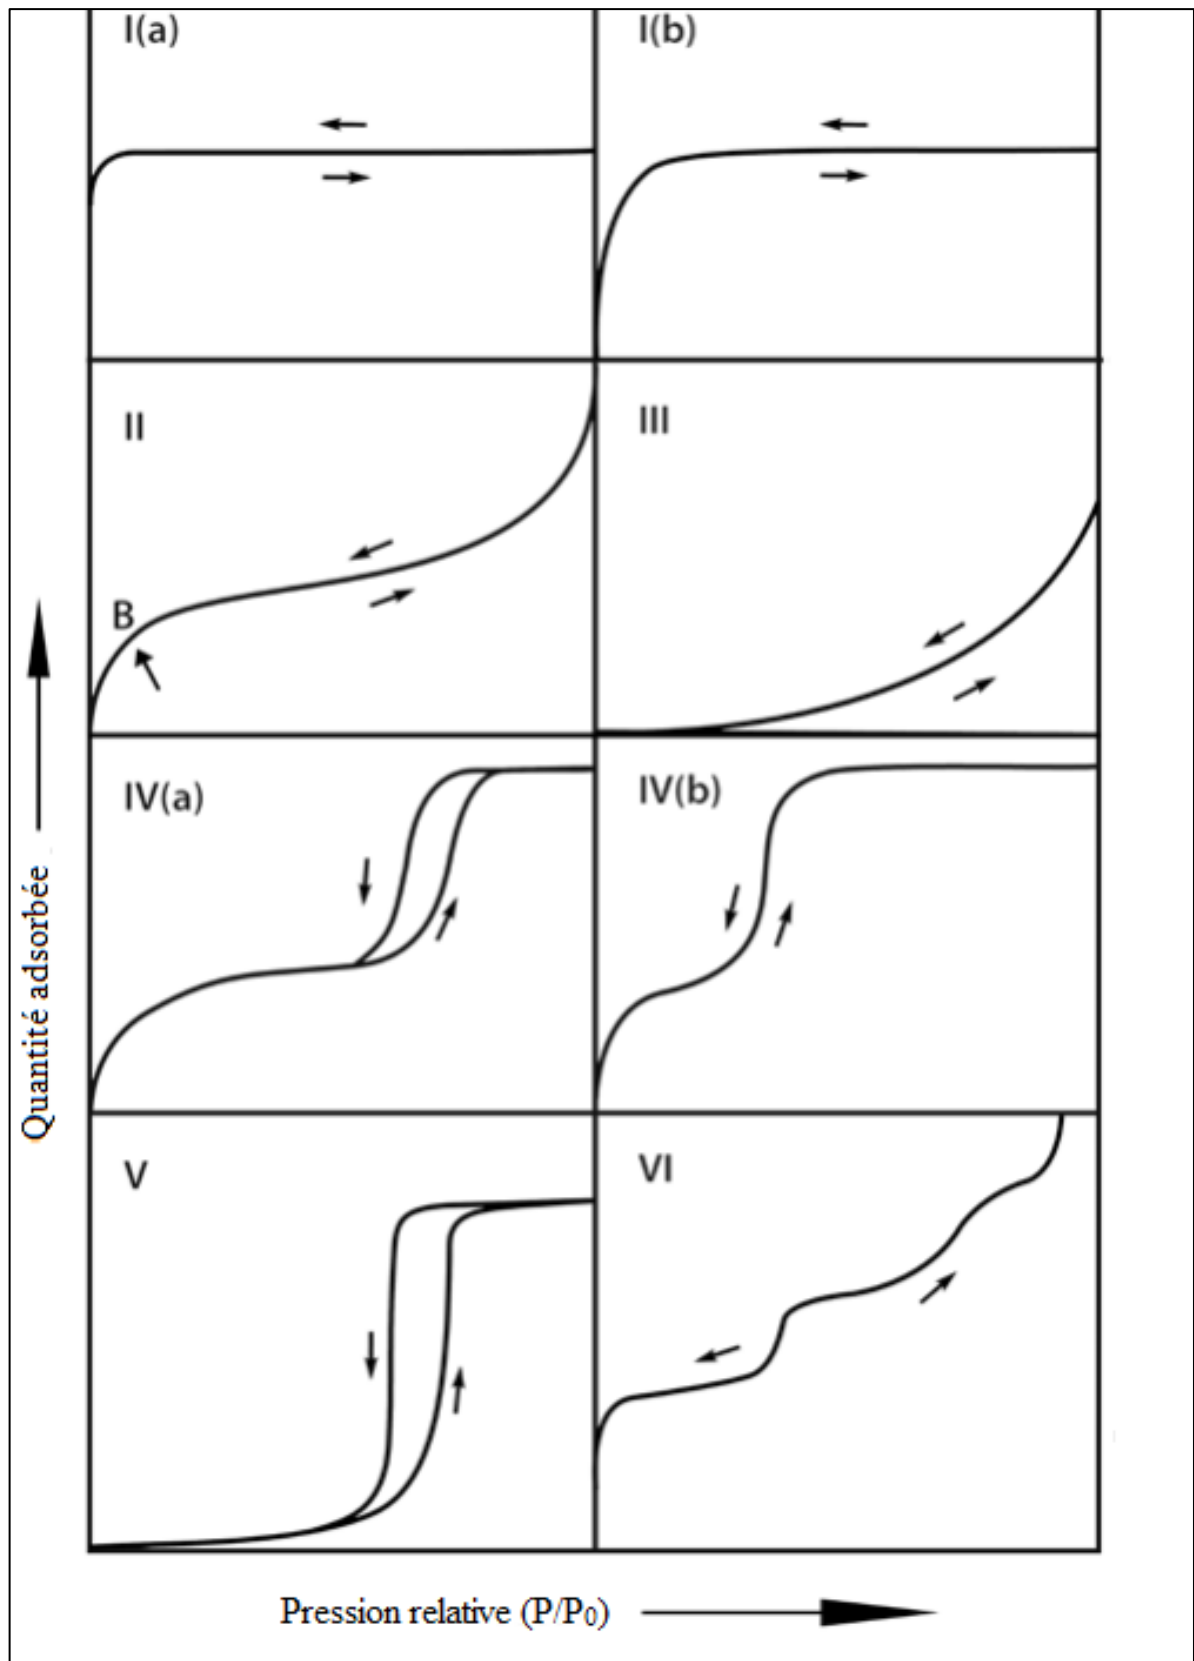 I(a)
I(b)
II
III
B
IV(a)
IV(b)
V
VI
Quantité adsorbée
Pression relative (P/P0)